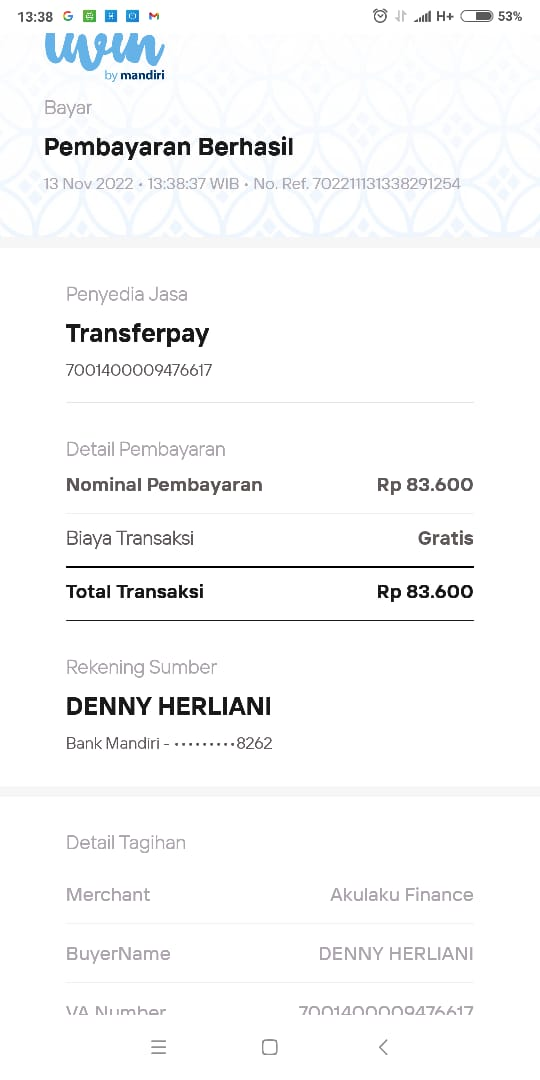 13:38
H+
53%
livin
by mandiri
Bayar
Pembayaran Berhasil
13 Nov 2022 • 13:38:37 WIB • No. Ref. 702211131338291254
Penyedia Jasa
Transferpay
7001400009476617
Detail Pembayaran
Nominal Pembayaran Rp 83.600
Biaya Transaksi Gratis
Total Transaksi Rp 83.600
Rekening Sumber
DENNY HERLIANI
Bank Mandiri - •••••••••8262
Detail Tagihan
Merchant Akulaku Finance
BuyerName DENNY HERLIANI
VA Number 7001400009476617